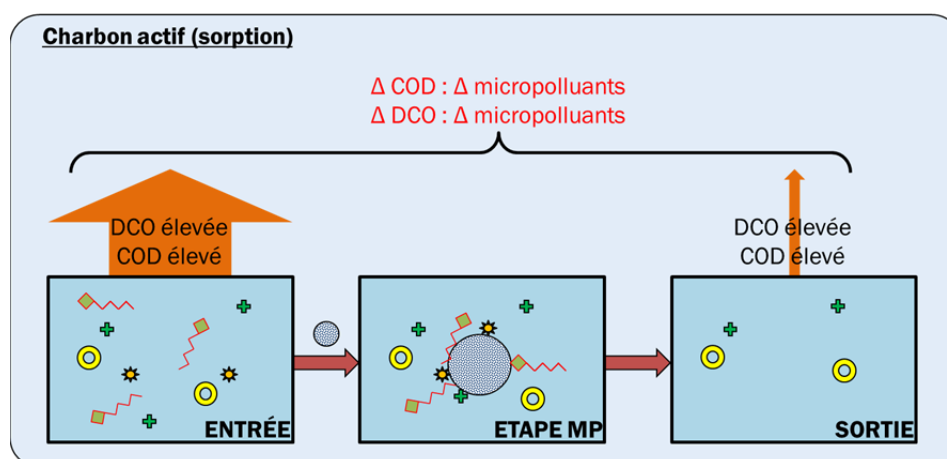 Charbon actif (sorption)
Δ COD : Δ micropolluants
Δ DCO : Δ micropolluants
DCO élevée
COD élevé
DCO élevée
COD élevé
ENTRÉE
ETAPE MP
SORTIE